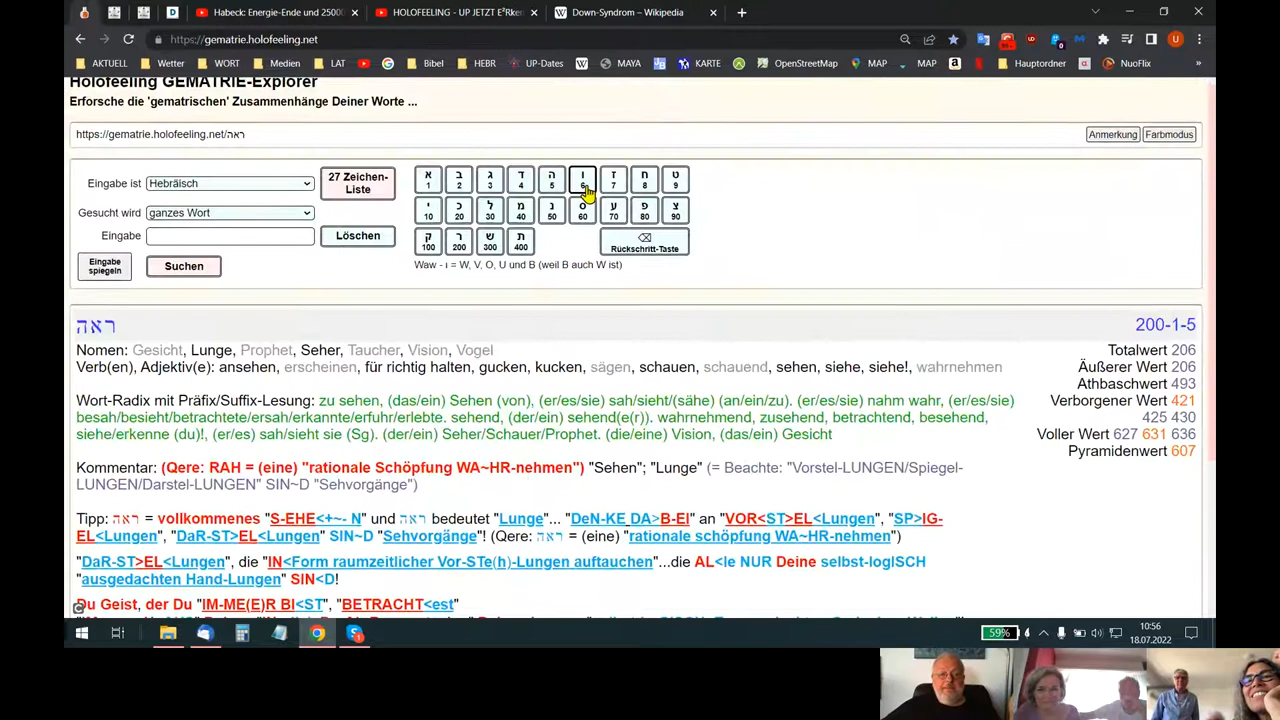 Habeck: Energie-Ende und 2500
HOLOFEELING - UP JETZT E²Rke
Down-Syndrom – Wikipedia
https://gematrie.holofeeling.net
AKTUELL Wetter WORT Medien LAT Bibel HEBR UP-Dates MAYA KARTE OpenStreetMap MAP MAP Hauptordner NuoFlix
Holofeeling GEMATRIE-Explorer
Erforsche die 'gematrischen' Zusammenhänge Deiner Worte ...
https://gematrie.holofeeling.net/ראה
Anmerkung Farbmodus
Eingabe ist Hebräisch
27 Zeichen-Liste
Gesucht wird ganzes Wort
Eingabe
Löschen
Eingabe spiegeln
Suchen
א ב ג ד ה ו ז ח ט
1 2 3 4 5 6 7 8 9
י כ ל מ נ ס ע פ צ
10 20 30 40 50 60 70 80 90
ק ר ש ת ⌫
100 200 300 400 Rückschritt-Taste
Waw - ו = W, V, O, U und B (weil B auch W ist)
ראה
200-1-5
Nomen: Gesicht, Lunge, Prophet, Seher, Taucher, Vision, Vogel
Totalwert 206
Verb(en), Adjektiv(e): ansehen, erscheinen, für richtig halten, gucken, kucken, sägen, schauen, schauend, sehen, siehe, siehe!, wahrnehmen
Äußerer Wert 206
Athbaschwert 493
Wort-Radix mit Präfix/Suffix-Lesung: zu sehen, (das/ein) Sehen (von), (er/es/sie) sah/sieht/(sähe) (an/ein/zu). (er/es/sie) nahm wahr, (er/es/sie)
Verborgener Wert 421
besah/besieht/betrachtete/ersah/erkannte/erfuhr/erlebte. sehend, (der/ein) sehend(e(r)). wahrnehmend, zusehend, betrachtend, besehend,
425 430
siehe/erkenne (du)!, (er/es) sah/sieht sie (Sg). (der/ein) Seher/Schauer/Prophet. (die/eine) Vision, (das/ein) Gesicht
Voller Wert 627 631 636
Pyramidenwert 607
Kommentar: (Qere: RAH = (eine) "rationale Schöpfung WA~HR-nehmen") "Sehen"; "Lunge" (= Beachte: "Vorstel-LUNGEN/Spiegel-
LUNGEN/Darstel-LUNGEN" SIN~D "Sehvorgänge")
Tipp: ראה = vollkommenes "S-EHE<+~- N" und ראה bedeutet "Lunge"... "DeN-KE DA>B-EI" an "VOR<ST>EL<Lungen", "SP>IG-
EL<Lungen", "DaR-ST>EL<Lungen" SIN~D "Sehvorgänge"! (Qere: ראה = (eine) "rationale schöpfung WA~HR-nehmen")
"DaR-ST>EL<Lungen", die "IN<Form raumzeitlicher Vor-STe(h)-Lungen auftauchen"...die AL<le NUR Deine selbst-logISCH
"ausgedachten Hand-Lungen" SIN<D!
Du Geist, der Du "IM-ME(E)R BI<ST", "BETRACHT<est"
59%
10:56
18.07.2022